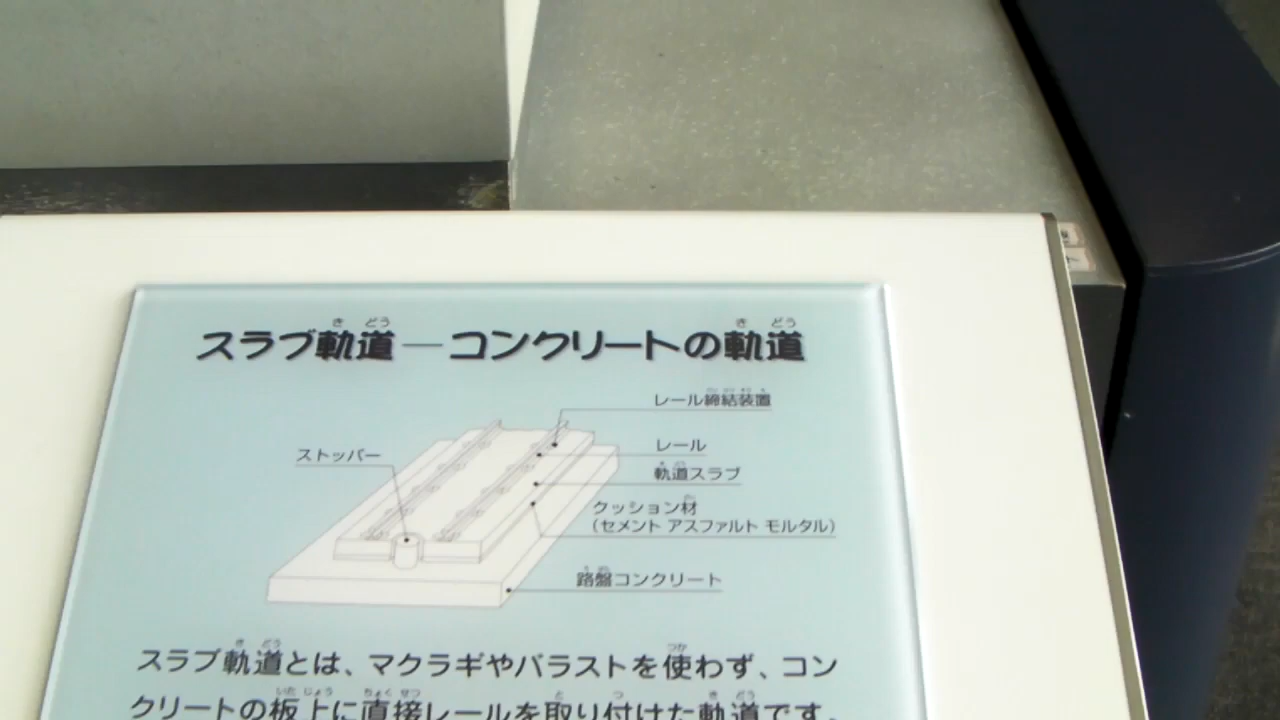 スラブ軌道―コンクリートの軌道
レール締結装置
ストッパー
レール
軌道スラブ
クッション材
(セメント アスファルト モルタル)
路盤コンクリート
スラブ軌道とは、マクラギやバラストを使わず、コン
クリートの板上に直接レールを取り付けた軌道です。